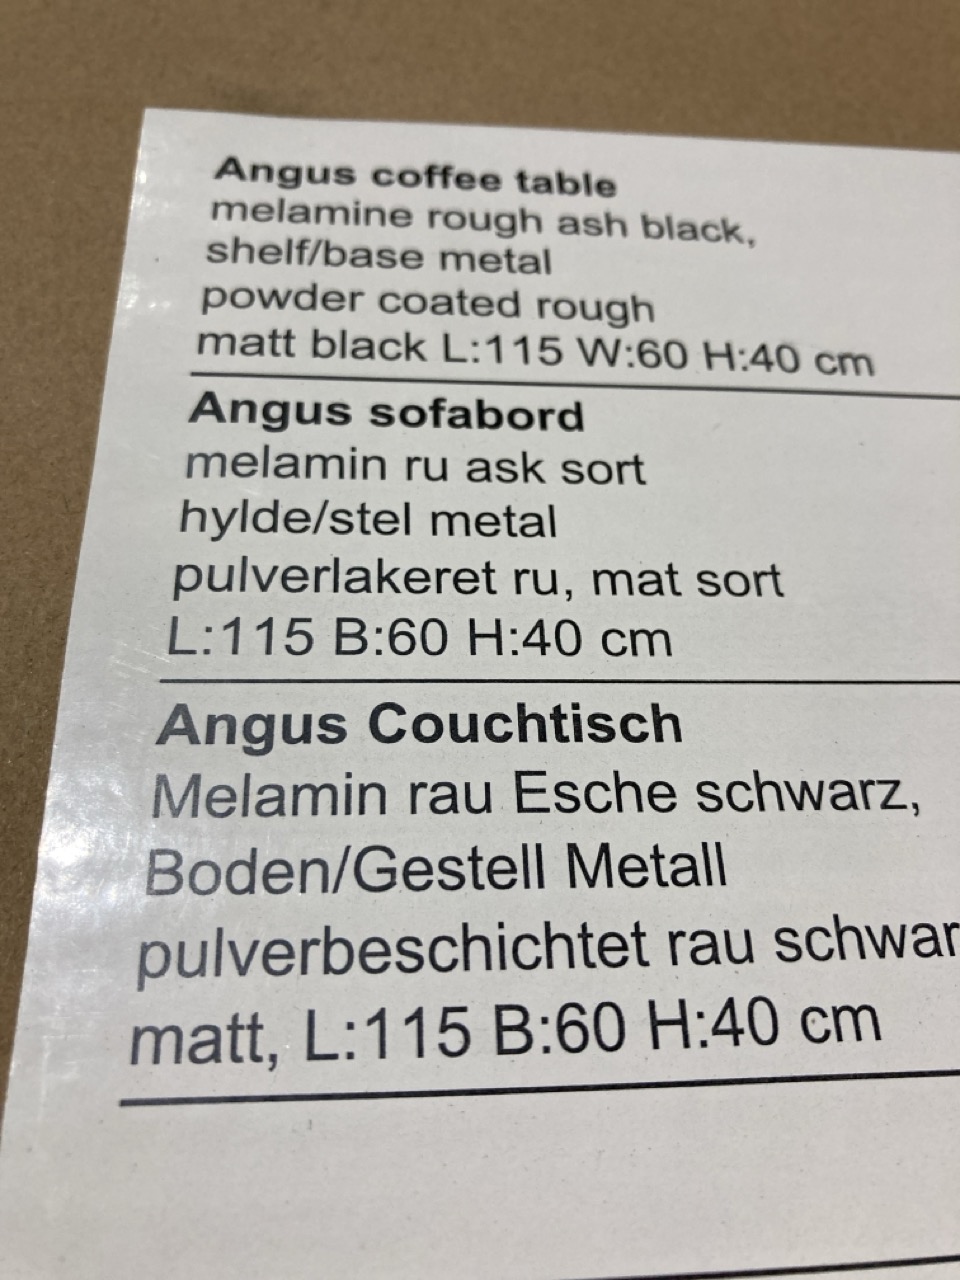 Angus coffee table
melamine rough ash black,
shelf/base metal
powder coated rough
matt black L:115 W:60 H:40 cm
Angus sofabord
melamin ru ask sort
hylde/stel metal
pulverlakeret ru, mat sort
L:115 B:60 H:40 cm
Angus Couchtisch
Melamin rau Esche schwarz,
Boden/Gestell Metall
pulverbeschichtet rau schwar
matt, L:115 B:60 H:40 cm